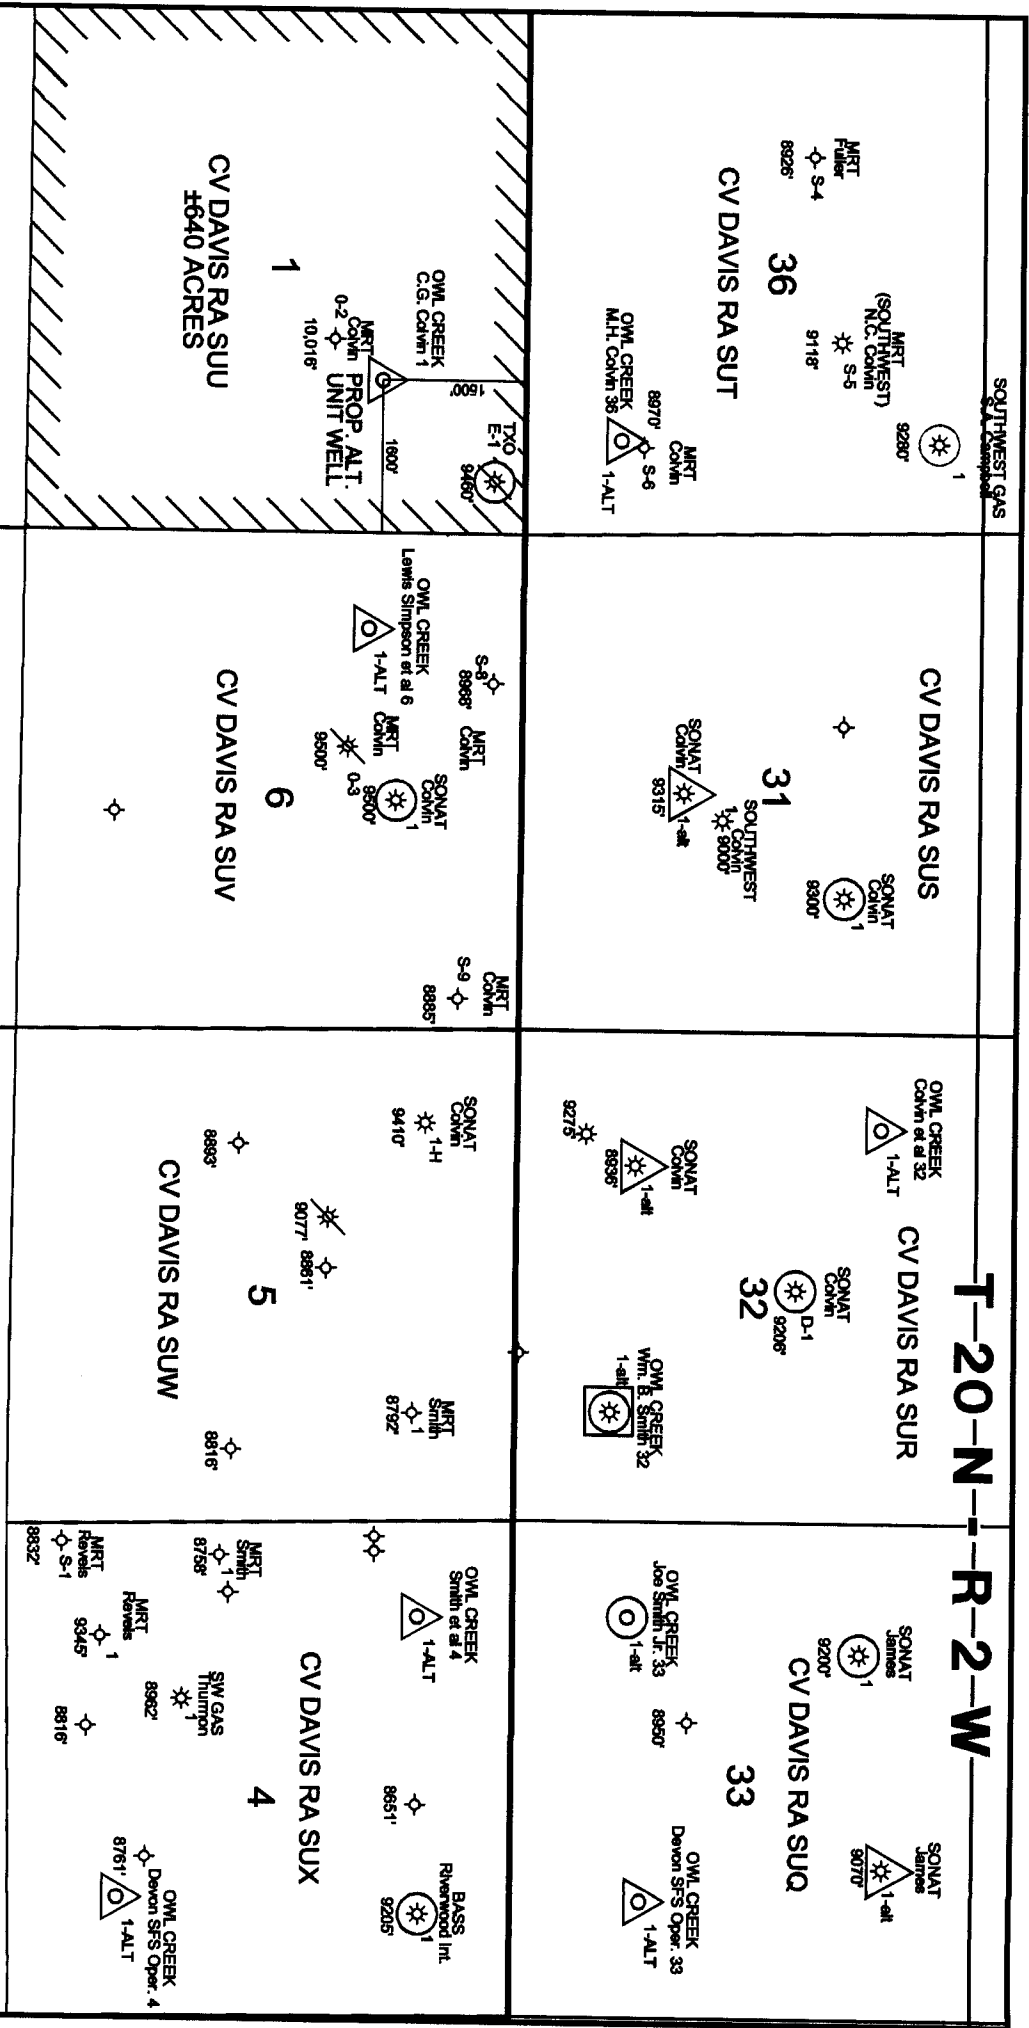 T-20-N--R-2-W
SOUTHWEST GAS
S.A. Campbell
1
9280'
MRT
Fuller
S-4
8926'
36
MRT
(SOUTHWEST)
N.C. Colvin
S-5
9118'
CV DAVIS RA SUT
MRT
Colvin
S-6
8970'
OWL CREEK
M.H. Colvin 36
1-ALT
CV DAVIS RA SUS
SONAT
Colvin
1
9300'
31
SOUTHWEST
Colvin
1
9000'
SONAT
Colvin
1-alt
9315'
OWL CREEK
Colvin et al 32
1-ALT
CV DAVIS RA SUR
SONAT
Colvin
D-1
9206'
32
SONAT
Colvin
1-alt
8936'
9275'
OWL CREEK
Wm. B. Smith 32
1-alt
SONAT
James
1-alt
9070'
SONAT
James
1
9200'
CV DAVIS RA SUQ
33
8950'
OWL CREEK
Joe Smith Jr. 33
1-alt
OWL CREEK
Devon SFS Oper. 33
1-ALT
TXO
E-1
9460'
1500'
1600'
OWL CREEK
C.G. Colvin 1
MRT
Colvin
0-2
10,016'
PROP. ALT.
UNIT WELL
1
CV DAVIS RA SUU
±640 ACRES
MRT
Colvin
S-8
8968'
MRT
Colvin
S-9
8885'
OWL CREEK
Lewis Simpson et al 6
1-ALT
SONAT
Colvin
1
9500'
MRT
Colvin
0-3
9500'
6
CV DAVIS RA SUV
SONAT
Colvin
1-H
9410'
MRT
Smith
1
8792'
9077'
8861'
5
8893'
8816'
CV DAVIS RA SUW
OWL CREEK
Smith et al 4
1-ALT
BASS
Riverwood Int.
1
9205'
8651'
CV DAVIS RA SUX
4
MRT
Smith
1
8758'
SW GAS
Thurmon
1
8962'
MRT
Revels
1
9345'
MRT
Revels
S-1
8832'
8816'
8761'
OWL CREEK
Devon SFS Oper. 4
1-ALT